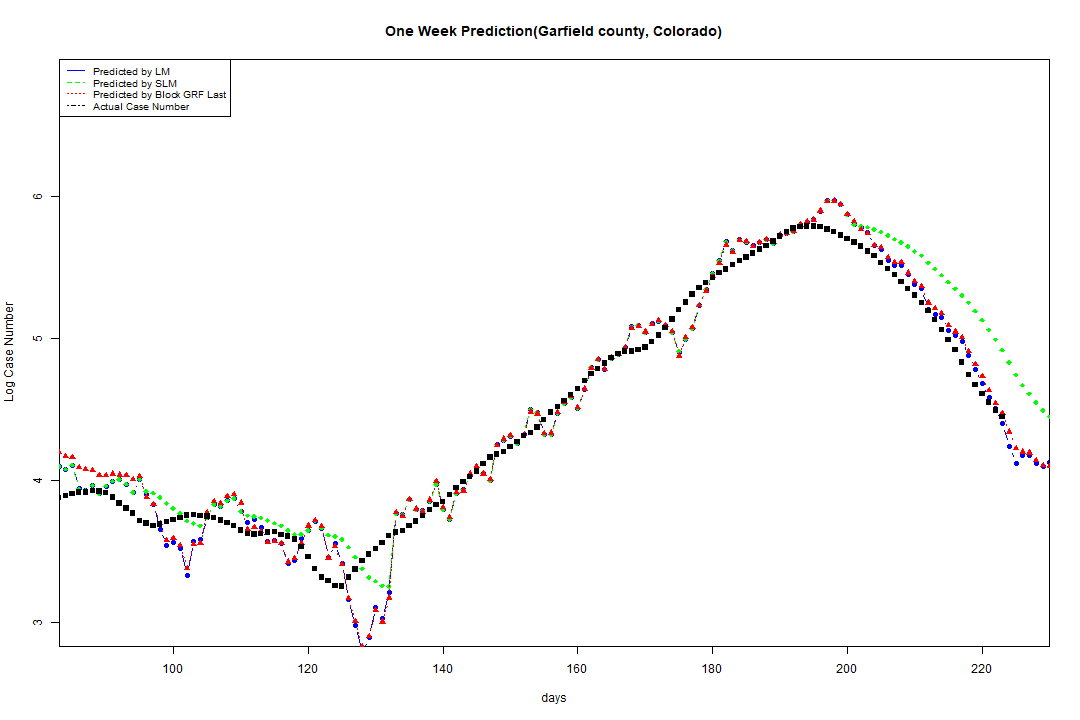 One Week Prediction(Garfield county, Colorado)
Predicted by LM
Predicted by SLM
Predicted by Block GRF Last
Actual Case Number
Log Case Number
6
5
4
3
100 120 140 160 180 200 220
days